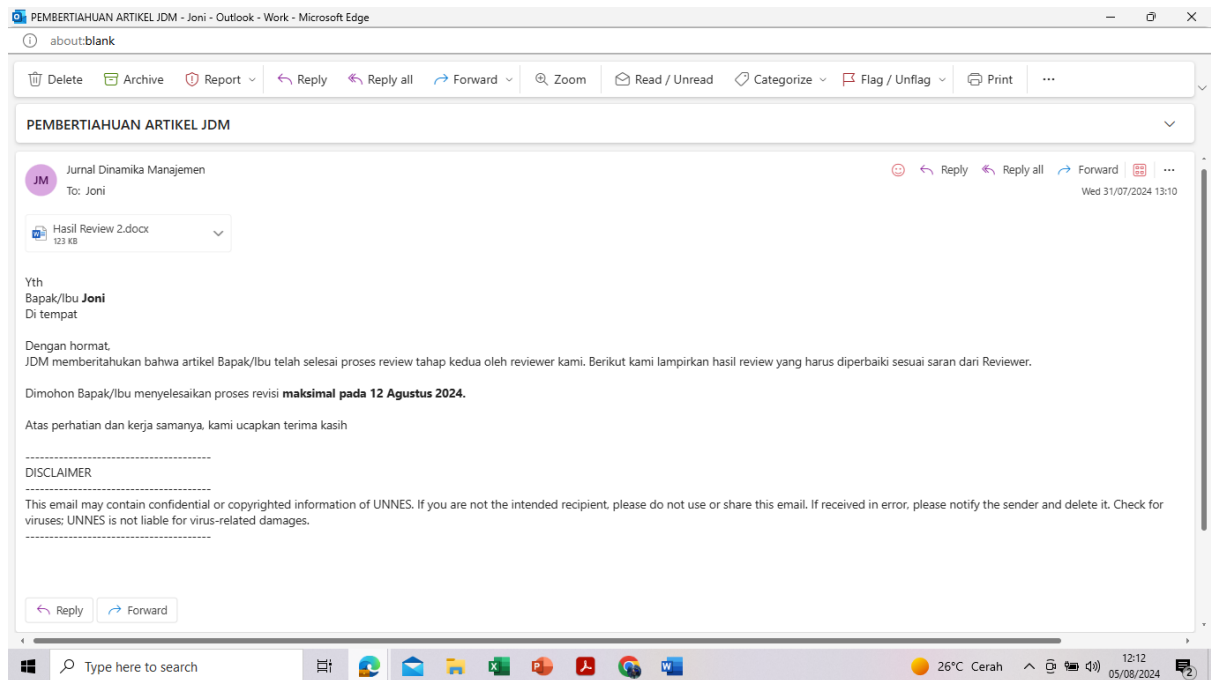 PEMBERTIAHUAN ARTIKEL JDM - Joni - Outlook - Work - Microsoft Edge
about:blank
Delete Archive Report Reply Reply all Forward Zoom Read / Unread Categorize Flag / Unflag Print ...
PEMBERTIAHUAN ARTIKEL JDM
JM
Jurnal Dinamika Manajemen
To: Joni
Reply Reply all Forward ...
Wed 31/07/2024 13:10
Hasil Review 2.docx
123 KB
Yth
Bapak/Ibu Joni
Di tempat
Dengan hormat,
JDM memberitahukan bahwa artikel Bapak/Ibu telah selesai proses review tahap kedua oleh reviewer kami. Berikut kami lampirkan hasil review yang harus diperbaiki sesuai saran dari Reviewer.
Dimohon Bapak/Ibu menyelesaikan proses revisi maksimal pada 12 Agustus 2024.
Atas perhatian dan kerja samanya, kami ucapkan terima kasih
---------------------------------------
DISCLAIMER
---------------------------------------
This email may contain confidential or copyrighted information of UNNES. If you are not the intended recipient, please do not use or share this email. If received in error, please notify the sender and delete it. Check for
viruses; UNNES is not liable for virus-related damages.
---------------------------------------
Reply Forward
Type here to search
26°C Cerah
12:12
05/08/2024
2